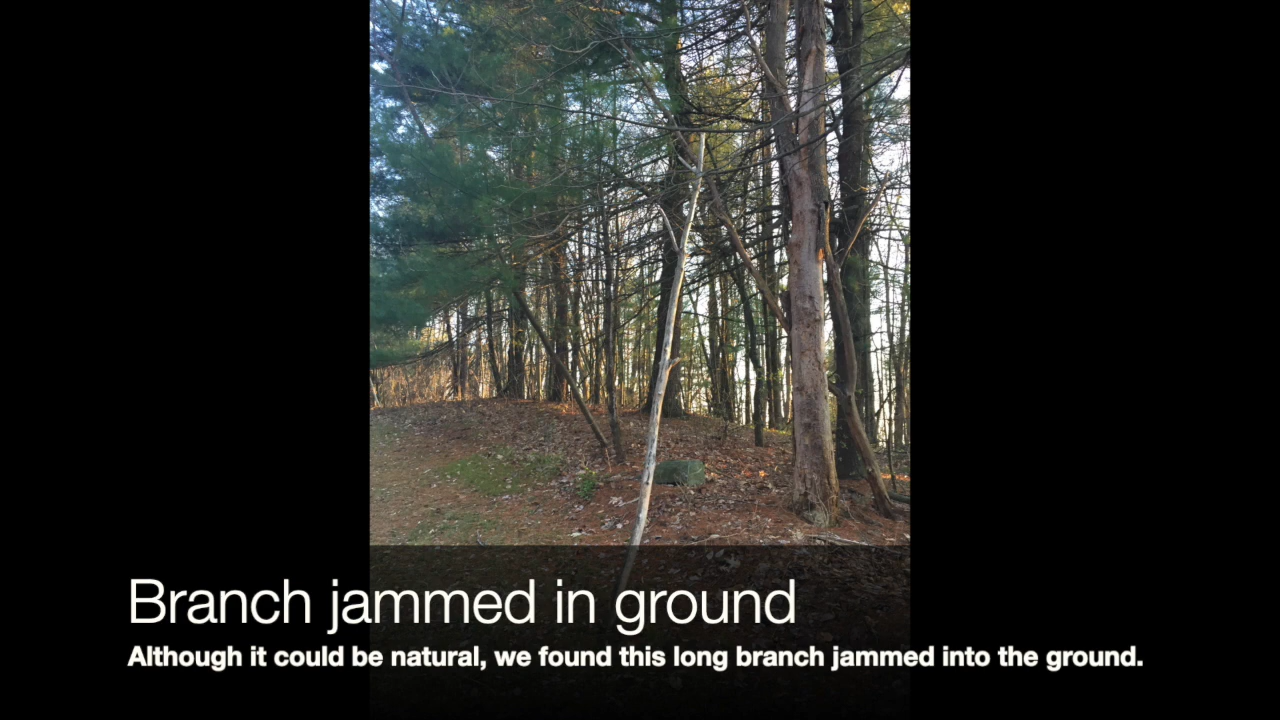 Branch jammed in ground
Although it could be natural, we found this long branch jammed into the ground.